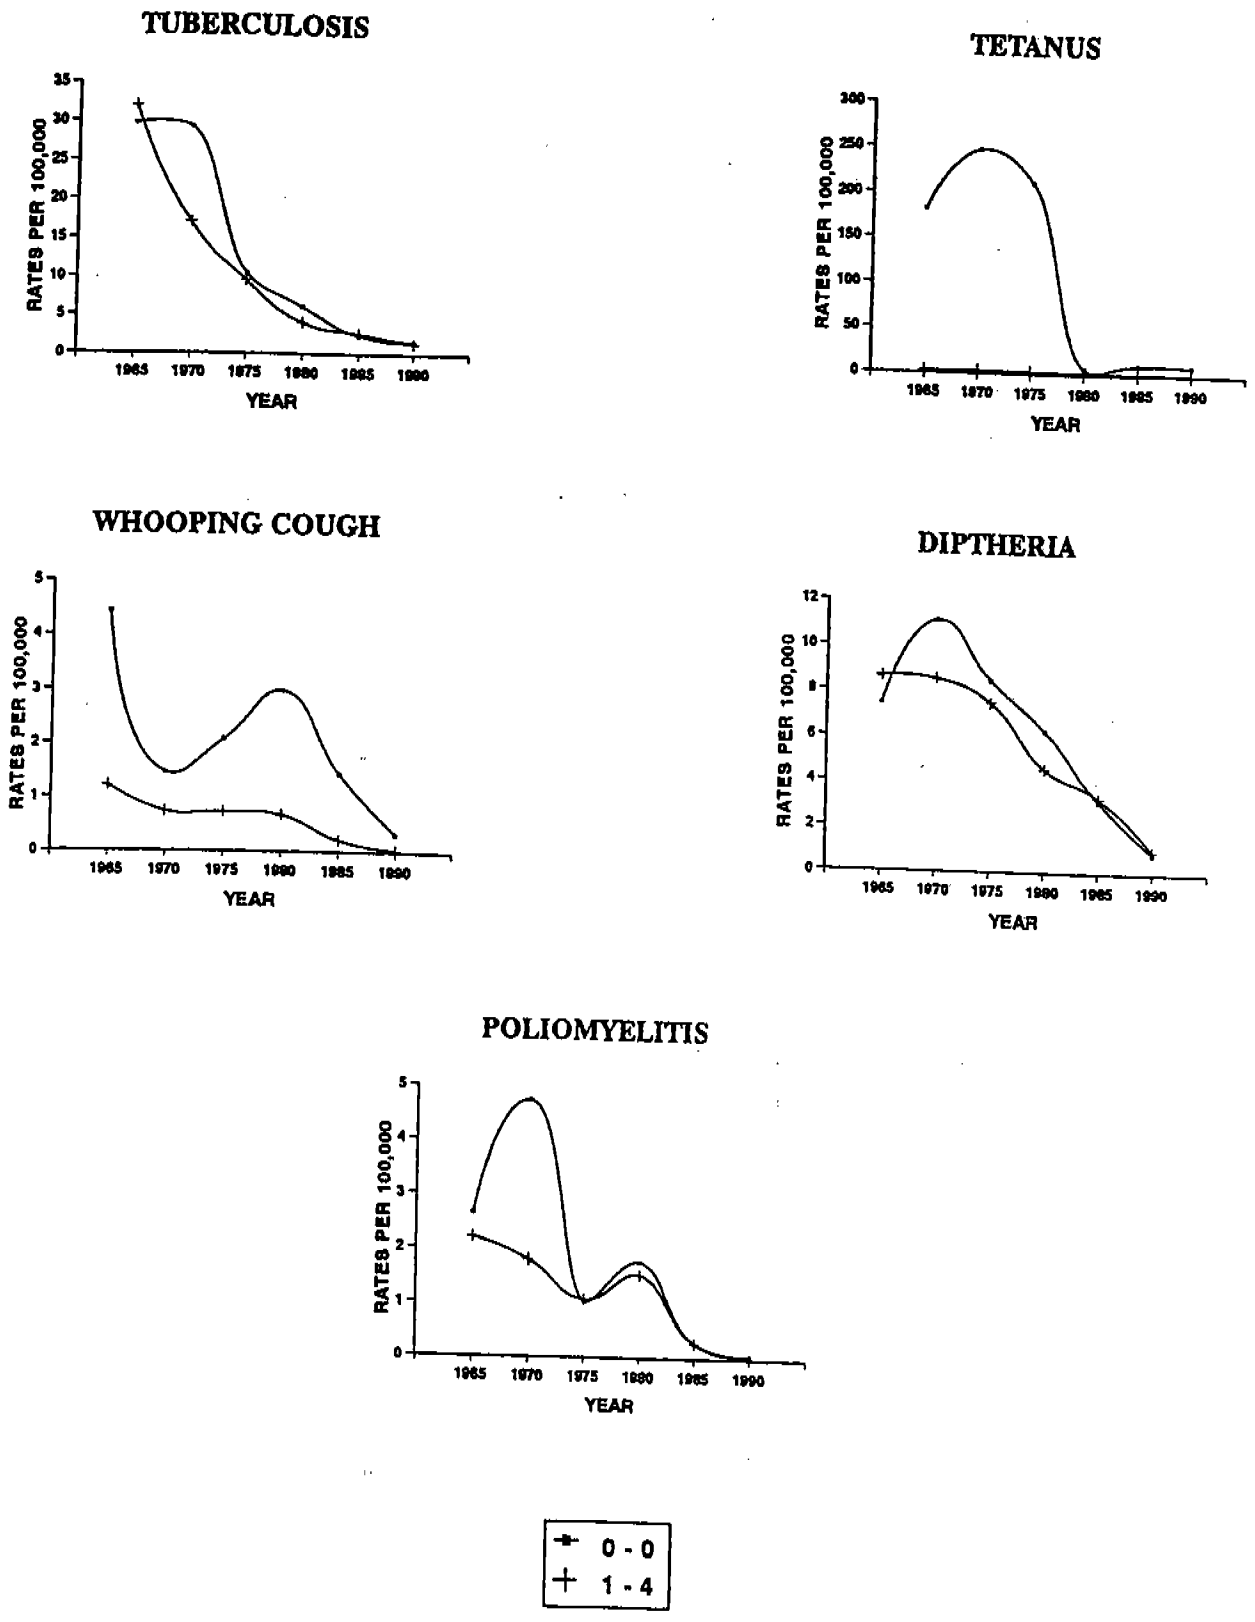 TUBERCULOSIS
35
30
25
20
15
10
5
0
RATES PER 100,000
1965 1970 1975 1980 1985 1990
YEAR
TETANUS
300
250
200
150
100
50
0
RATES PER 100,000
1965 1970 1975 1980 1985 1990
YEAR
WHOOPING COUGH
5
4
3
2
1
0
RATES PER 100,000
1965 1970 1975 1980 1985 1990
YEAR
DIPTHERIA
12
10
8
6
4
2
0
RATES PER 100,000
1965 1970 1975 1980 1985 1990
YEAR
POLIOMYELITIS
5
4
3
2
1
0
RATES PER 100,000
1965 1970 1975 1980 1985 1990
YEAR
0 - 0
1 - 4